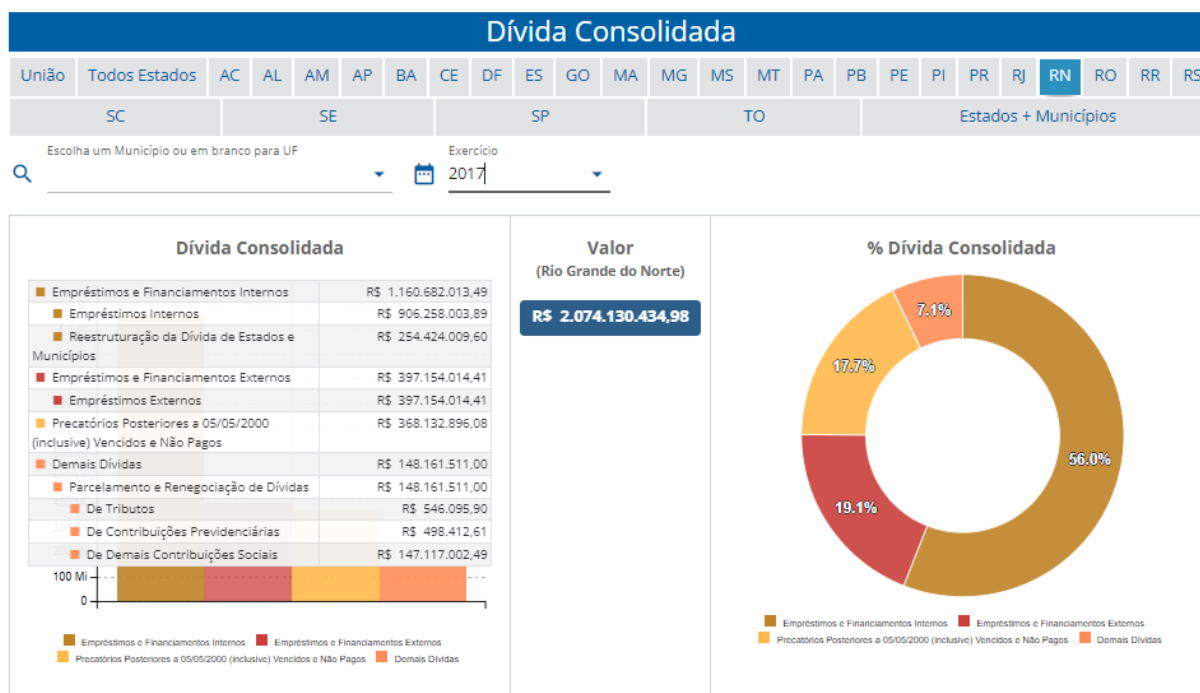 Dívida Consolidada
União Todos Estados AC AL AM AP BA CE DF ES GO MA MG MS MT PA PB PE PI PR RJ RN RO RR RS
SC SE SP TO Estados + Municípios
Escolha um Município ou em branco para UF
Exercício
2017
Dívida Consolidada
Empréstimos e Financiamentos Internos R$ 1.160.682.013,49
Empréstimos Internos R$ 906.258.003,89
Reestruturação da Dívida de Estados e R$ 254.424.009,60
Municípios
Empréstimos e Financiamentos Externos R$ 397.154.014,41
Empréstimos Externos R$ 397.154.014,41
Precatórios Posteriores a 05/05/2000 R$ 368.132.896,08
(inclusive) Vencidos e Não Pagos
Demais Dívidas R$ 148.161.511,00
Parcelamento e Renegociação de Dívidas R$ 148.161.511,00
De Tributos R$ 546.095,90
De Contribuições Previdenciárias R$ 498.412,61
De Demais Contribuições Sociais R$ 147.117.002,49
100 Mi
0
Empréstimos e Financiamentos Internos Empréstimos e Financiamentos Externos
Precatórios Posteriores a 05/05/2000 (inclusive) Vencidos e Não Pagos Demais Dívidas
Valor
(Rio Grande do Norte)
R$ 2.074.130.434,98
% Dívida Consolidada
7.1%
17.7%
56.0%
19.1%
Empréstimos e Financiamentos Internos Empréstimos e Financiamentos Externos
Precatórios Posteriores a 05/05/2000 (inclusive) Vencidos e Não Pagos Demais Dívidas